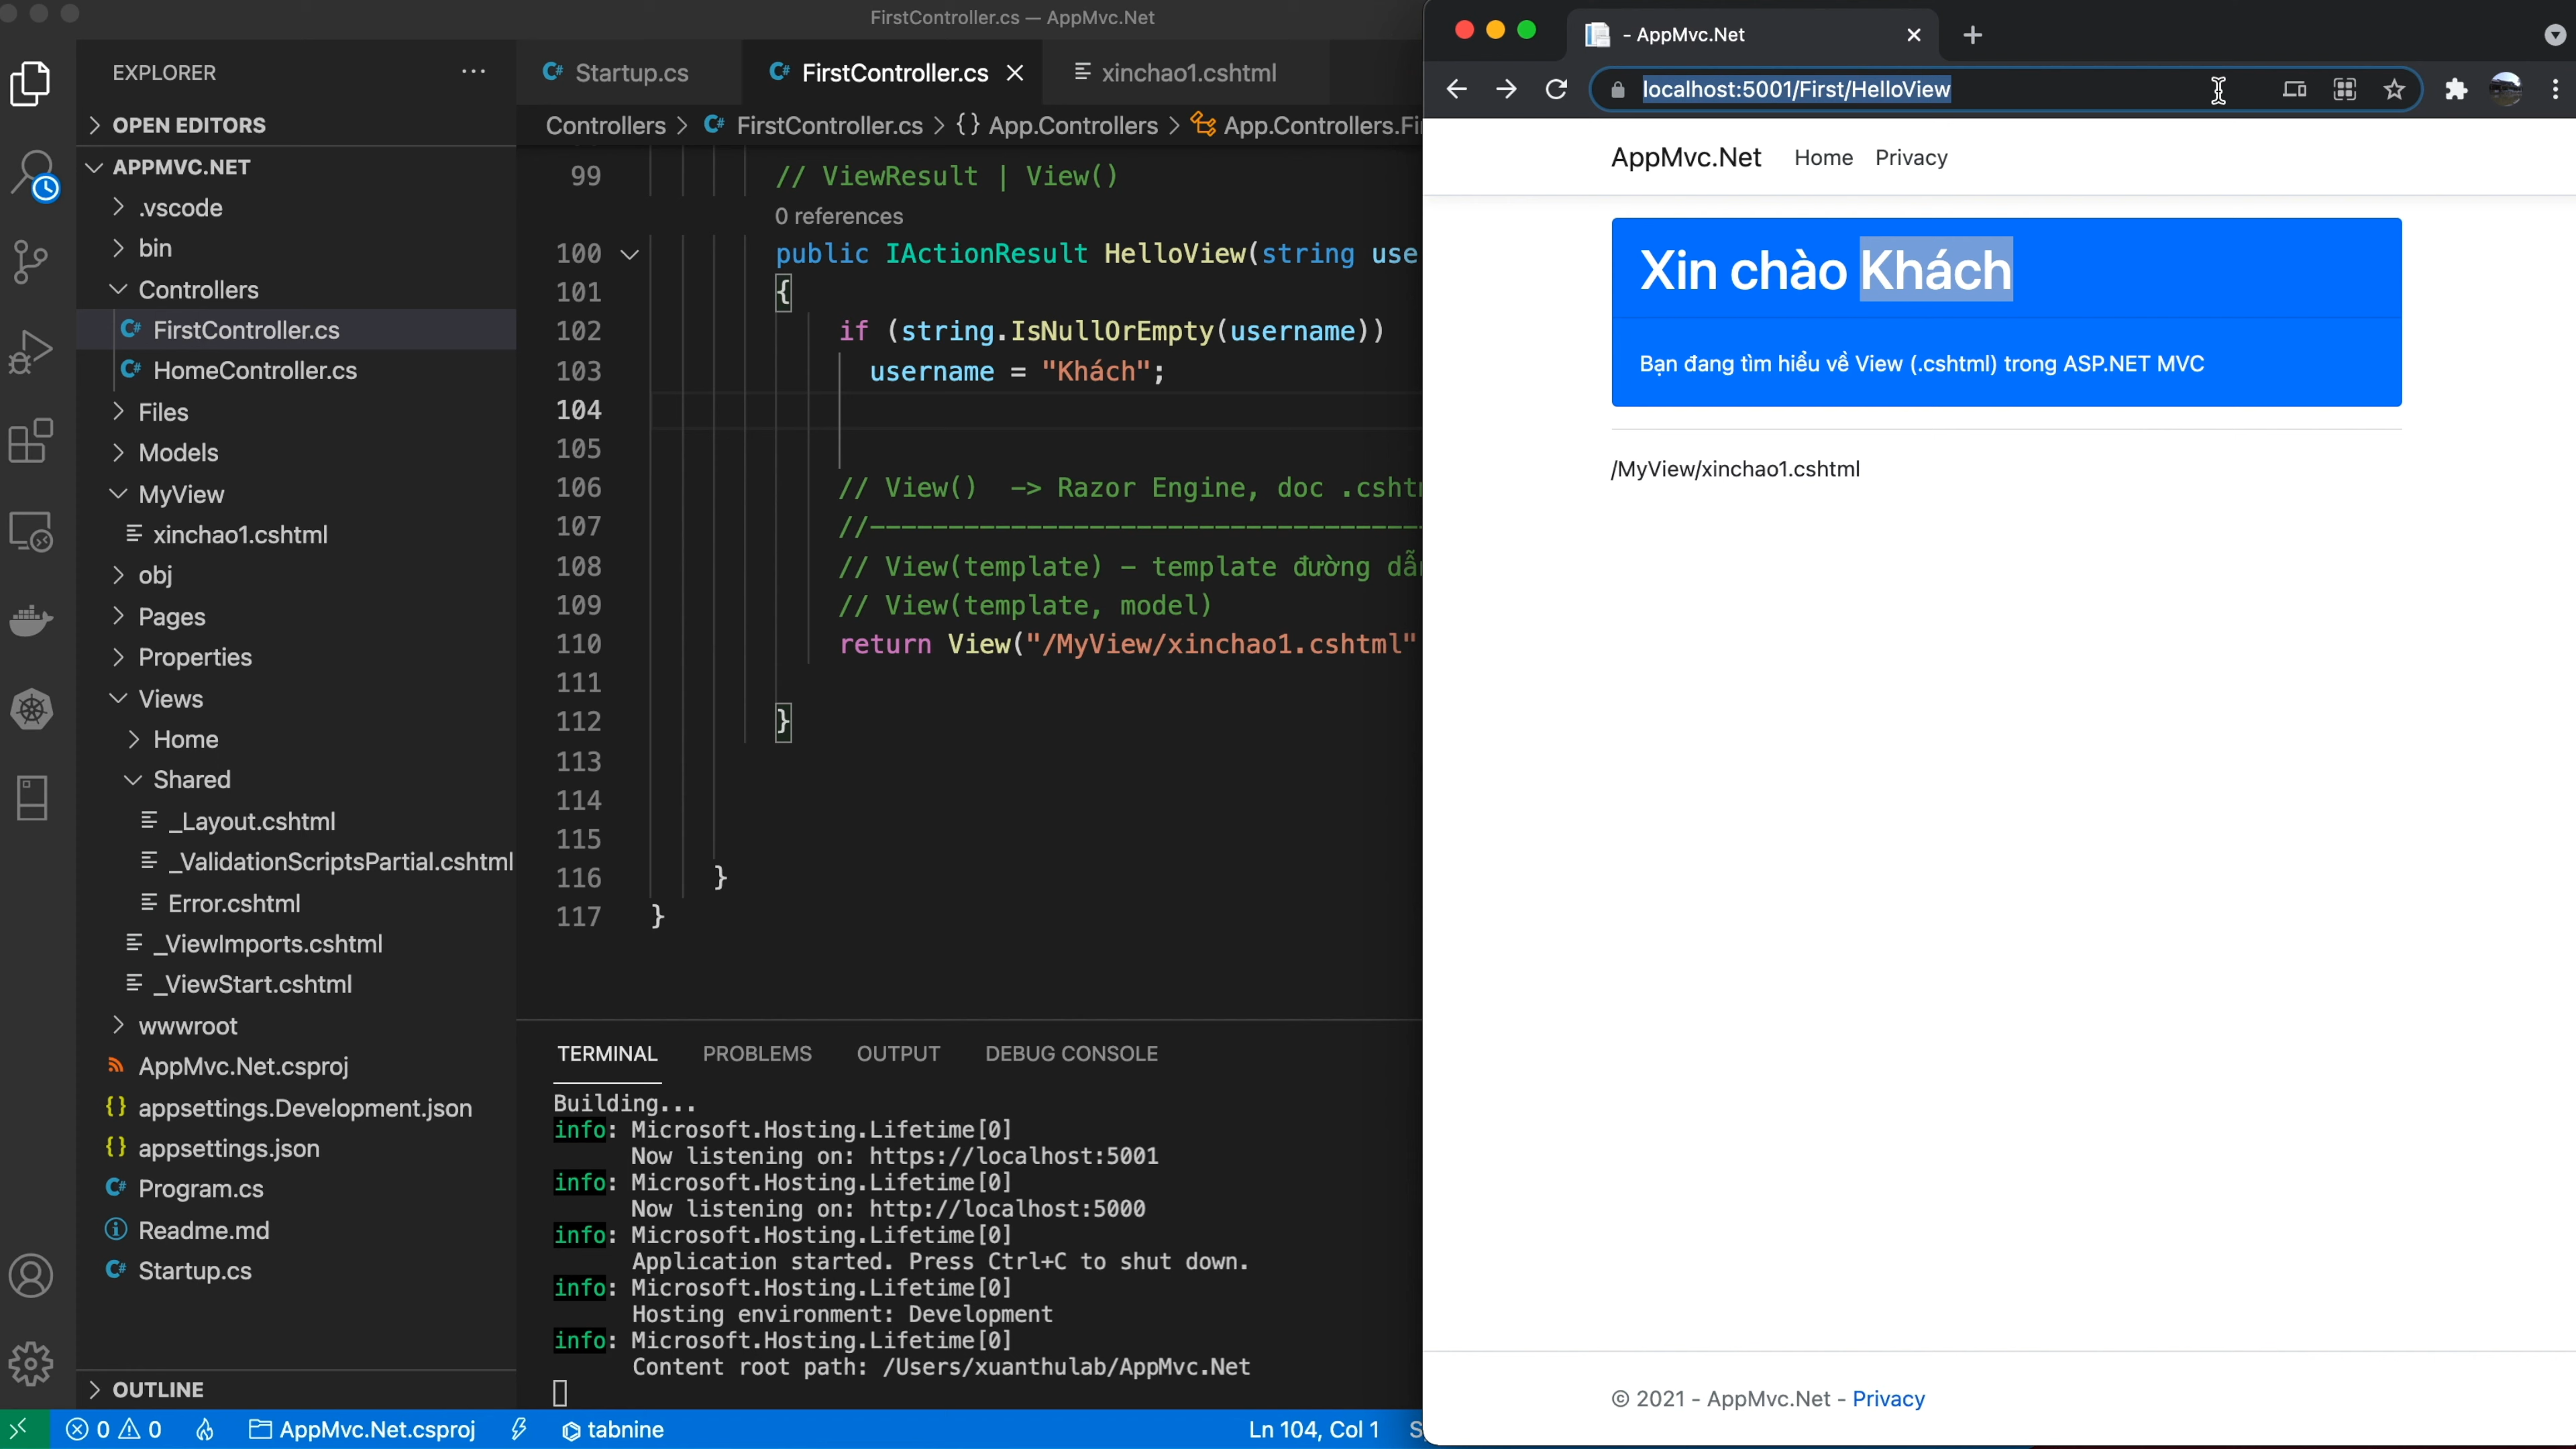 FirstController.cs — AppMvc.Net
EXPLORER
OPEN EDITORS
APPMVC.NET
.vscode
bin
Controllers
FirstController.cs
HomeController.cs
Files
Models
MyView
xinchao1.cshtml
obj
Pages
Properties
Views
Home
Shared
_Layout.cshtml
_ValidationScriptsPartial.cshtml
Error.cshtml
_ViewImports.cshtml
_ViewStart.cshtml
wwwroot
AppMvc.Net.csproj
appsettings.Development.json
appsettings.json
Program.cs
Readme.md
Startup.cs
OUTLINE
Startup.cs FirstController.cs xinchao1.cshtml
Controllers > FirstController.cs > {} App.Controllers > App.Controllers.Fi
99 // ViewResult | View()
0 references
100 public IActionResult HelloView(string use
101 {
102 if (string.IsNullOrEmpty(username))
103 username = "Khách";
104
105
106 // View() -> Razor Engine, doc .cshtm
107 //-----------------------------------
108 // View(template) - template đường dẫn
109 // View(template, model)
110 return View("/MyView/xinchao1.cshtml"
111
112 }
113
114
115
116 }
117 }
TERMINAL PROBLEMS OUTPUT DEBUG CONSOLE
Building...
info: Microsoft.Hosting.Lifetime[0]
Now listening on: https://localhost:5001
info: Microsoft.Hosting.Lifetime[0]
Now listening on: http://localhost:5000
info: Microsoft.Hosting.Lifetime[0]
Application started. Press Ctrl+C to shut down.
info: Microsoft.Hosting.Lifetime[0]
Hosting environment: Development
info: Microsoft.Hosting.Lifetime[0]
Content root path: /Users/xuanthulab/AppMvc.Net
0 0 AppMvc.Net.csproj tabnine Ln 104, Col 1 S
- AppMvc.Net
localhost:5001/First/HelloView
AppMvc.Net Home Privacy
Xin chào Khách
Bạn đang tìm hiểu về View (.cshtml) trong ASP.NET MVC
/MyView/xinchao1.cshtml
© 2021 - AppMvc.Net - Privacy